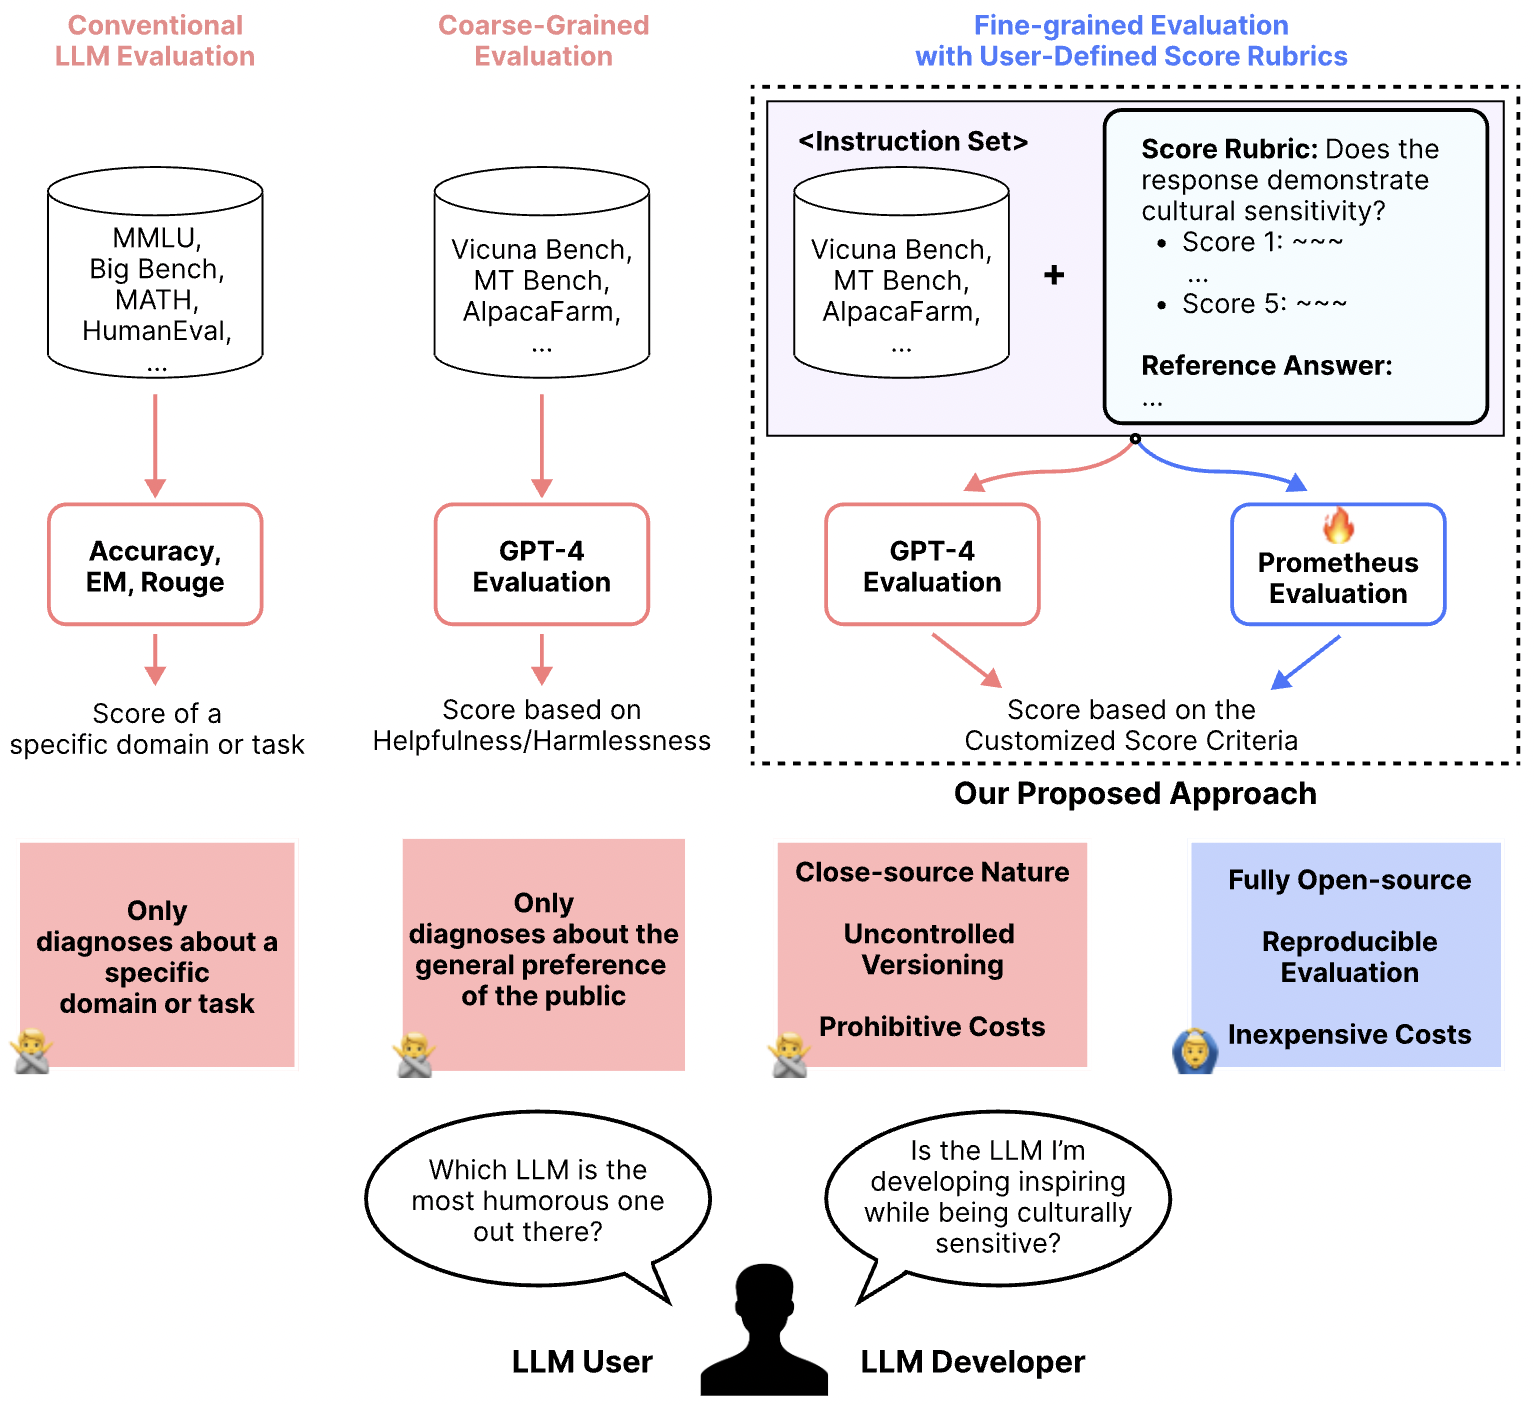 Conventional
LLM Evaluation
MMLU,
Big Bench,
MATH,
HumanEval,
...
Accuracy,
EM, Rouge
Score of a
specific domain or task
Only
diagnoses about a
specific
domain or task
Coarse-Grained
Evaluation
Vicuna Bench,
MT Bench,
AlpacaFarm,
...
GPT-4
Evaluation
Score based on
Helpfulness/Harmlessness
Only
diagnoses about the
general preference
of the public
Fine-grained Evaluation
with User-Defined Score Rubrics
<Instruction Set>
Vicuna Bench,
MT Bench,
AlpacaFarm,
...
+
Score Rubric: Does the
response demonstrate
cultural sensitivity?
• Score 1: ~~~
...
• Score 5: ~~~
Reference Answer:
...
GPT-4
Evaluation
Prometheus
Evaluation
Score based on the
Customized Score Criteria
Our Proposed Approach
Close-source Nature
Uncontrolled
Versioning
Prohibitive Costs
Fully Open-source
Reproducible
Evaluation
Inexpensive Costs
Which LLM is the
most humorous one
out there?
Is the LLM I'm
developing inspiring
while being culturally
sensitive?
LLM User
LLM Developer